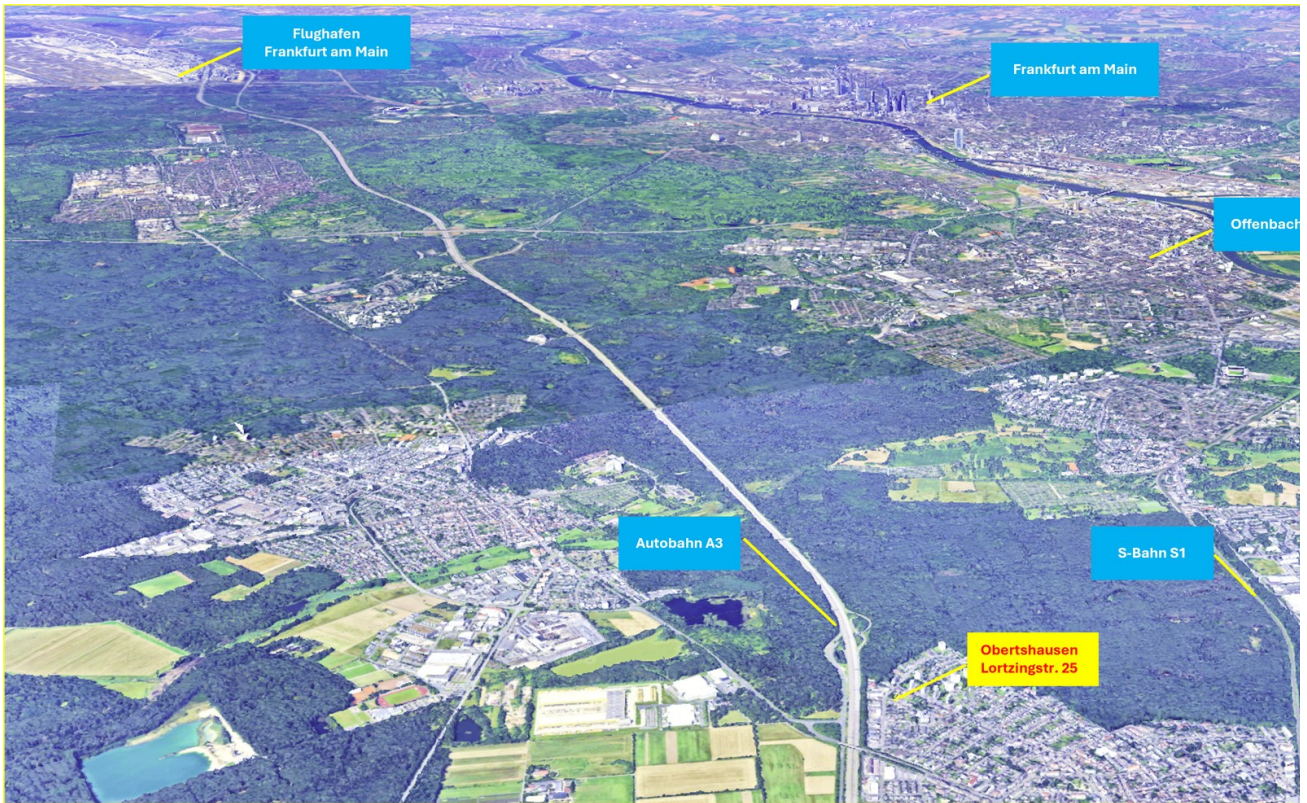 Flughafen
Frankfurt am Main
Frankfurt am Main
Offenbach
Autobahn A3
S-Bahn S1
Obertshausen
Lortzingstr. 25